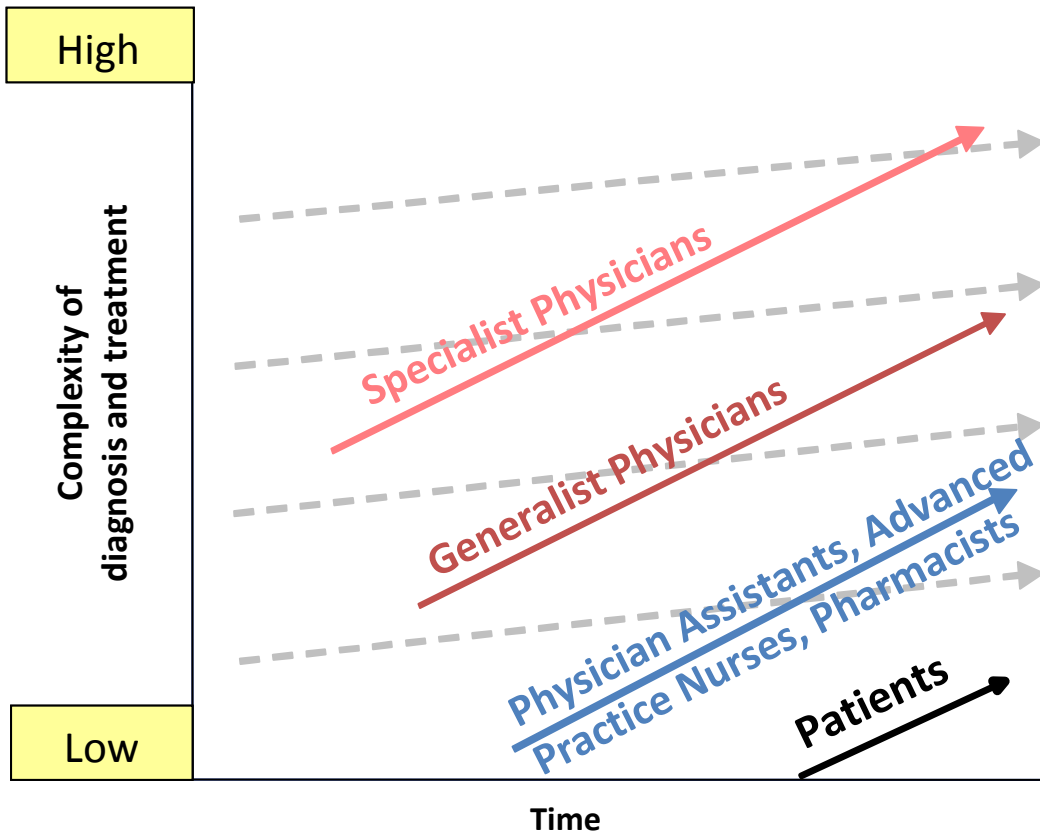 High
Complexity of
diagnosis and treatment
Specialist Physicians
Generalist Physicians
Physician Assistants, Advanced
Practice Nurses, Pharmacists
Patients
Low
Time